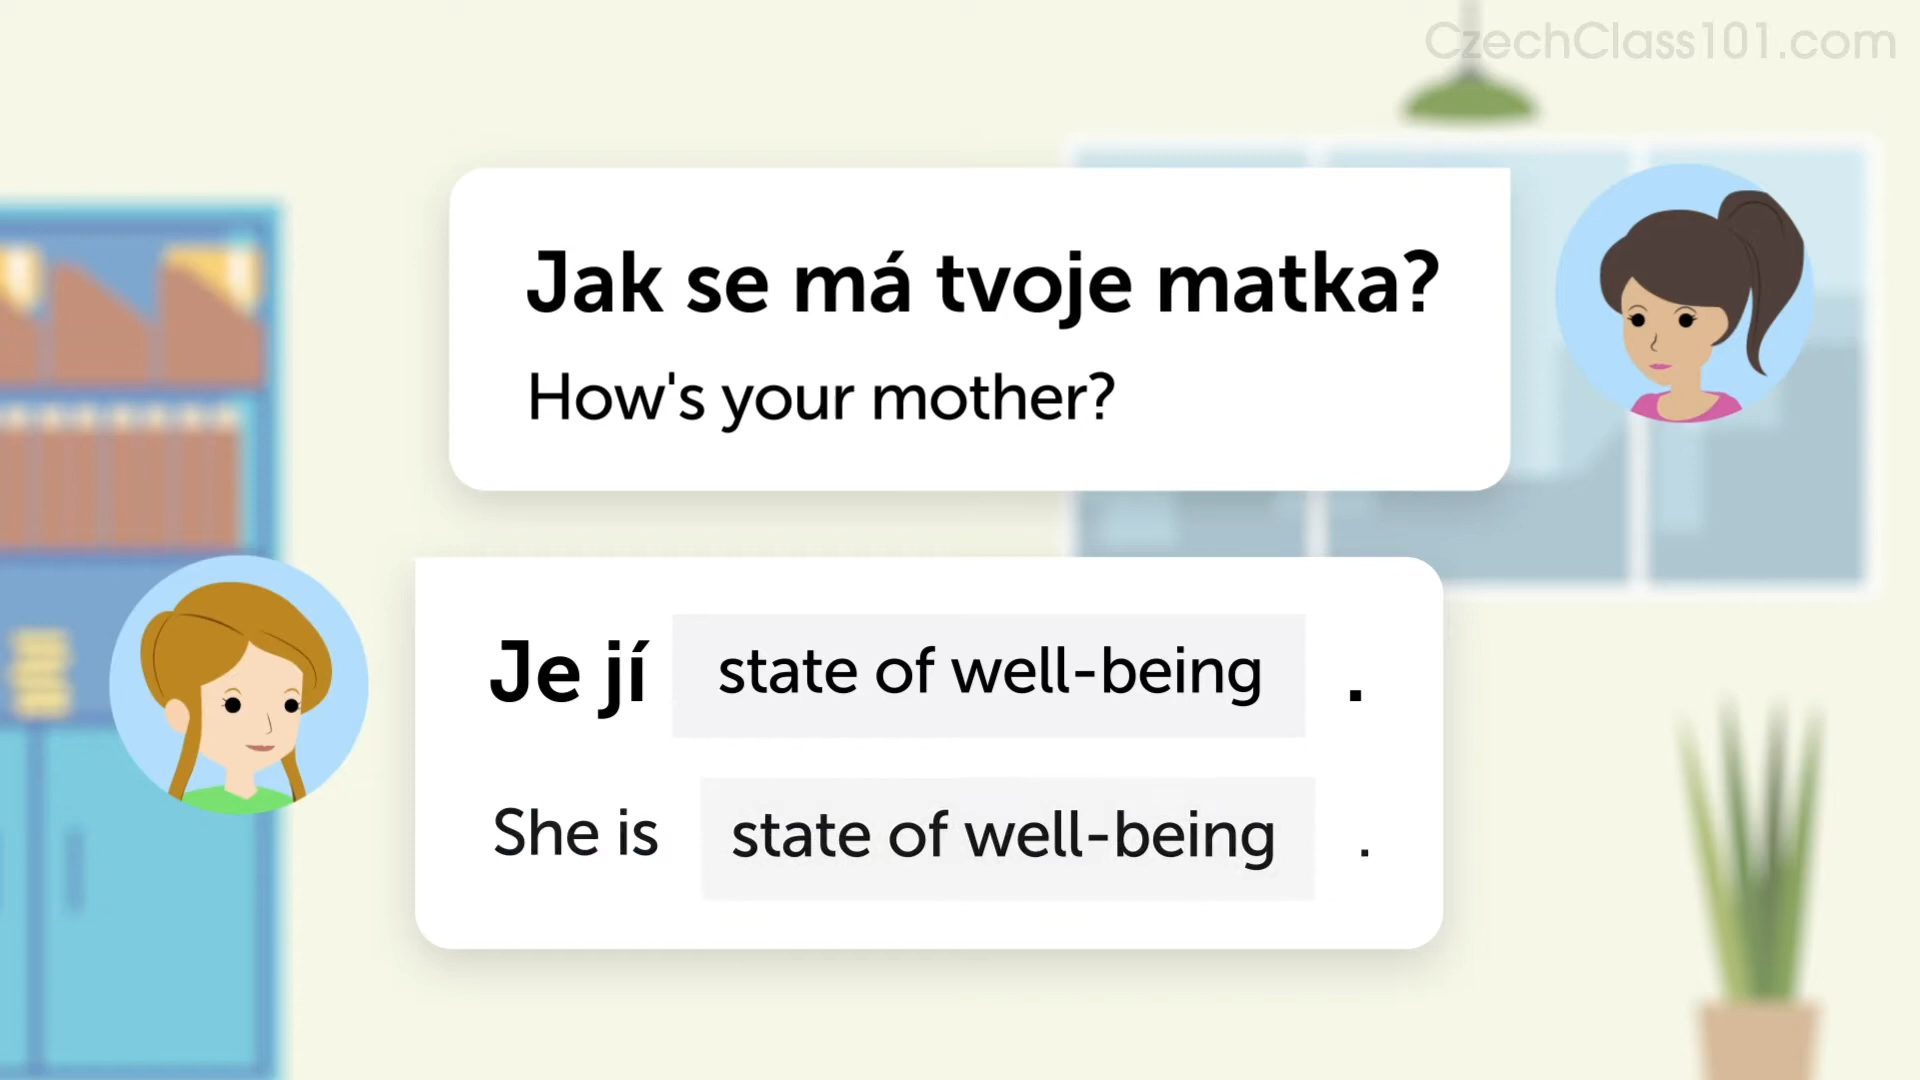 CzechClass101.com
Jak se má tvoje matka?
How's your mother?
Je jí state of well-being .
She is state of well-being .